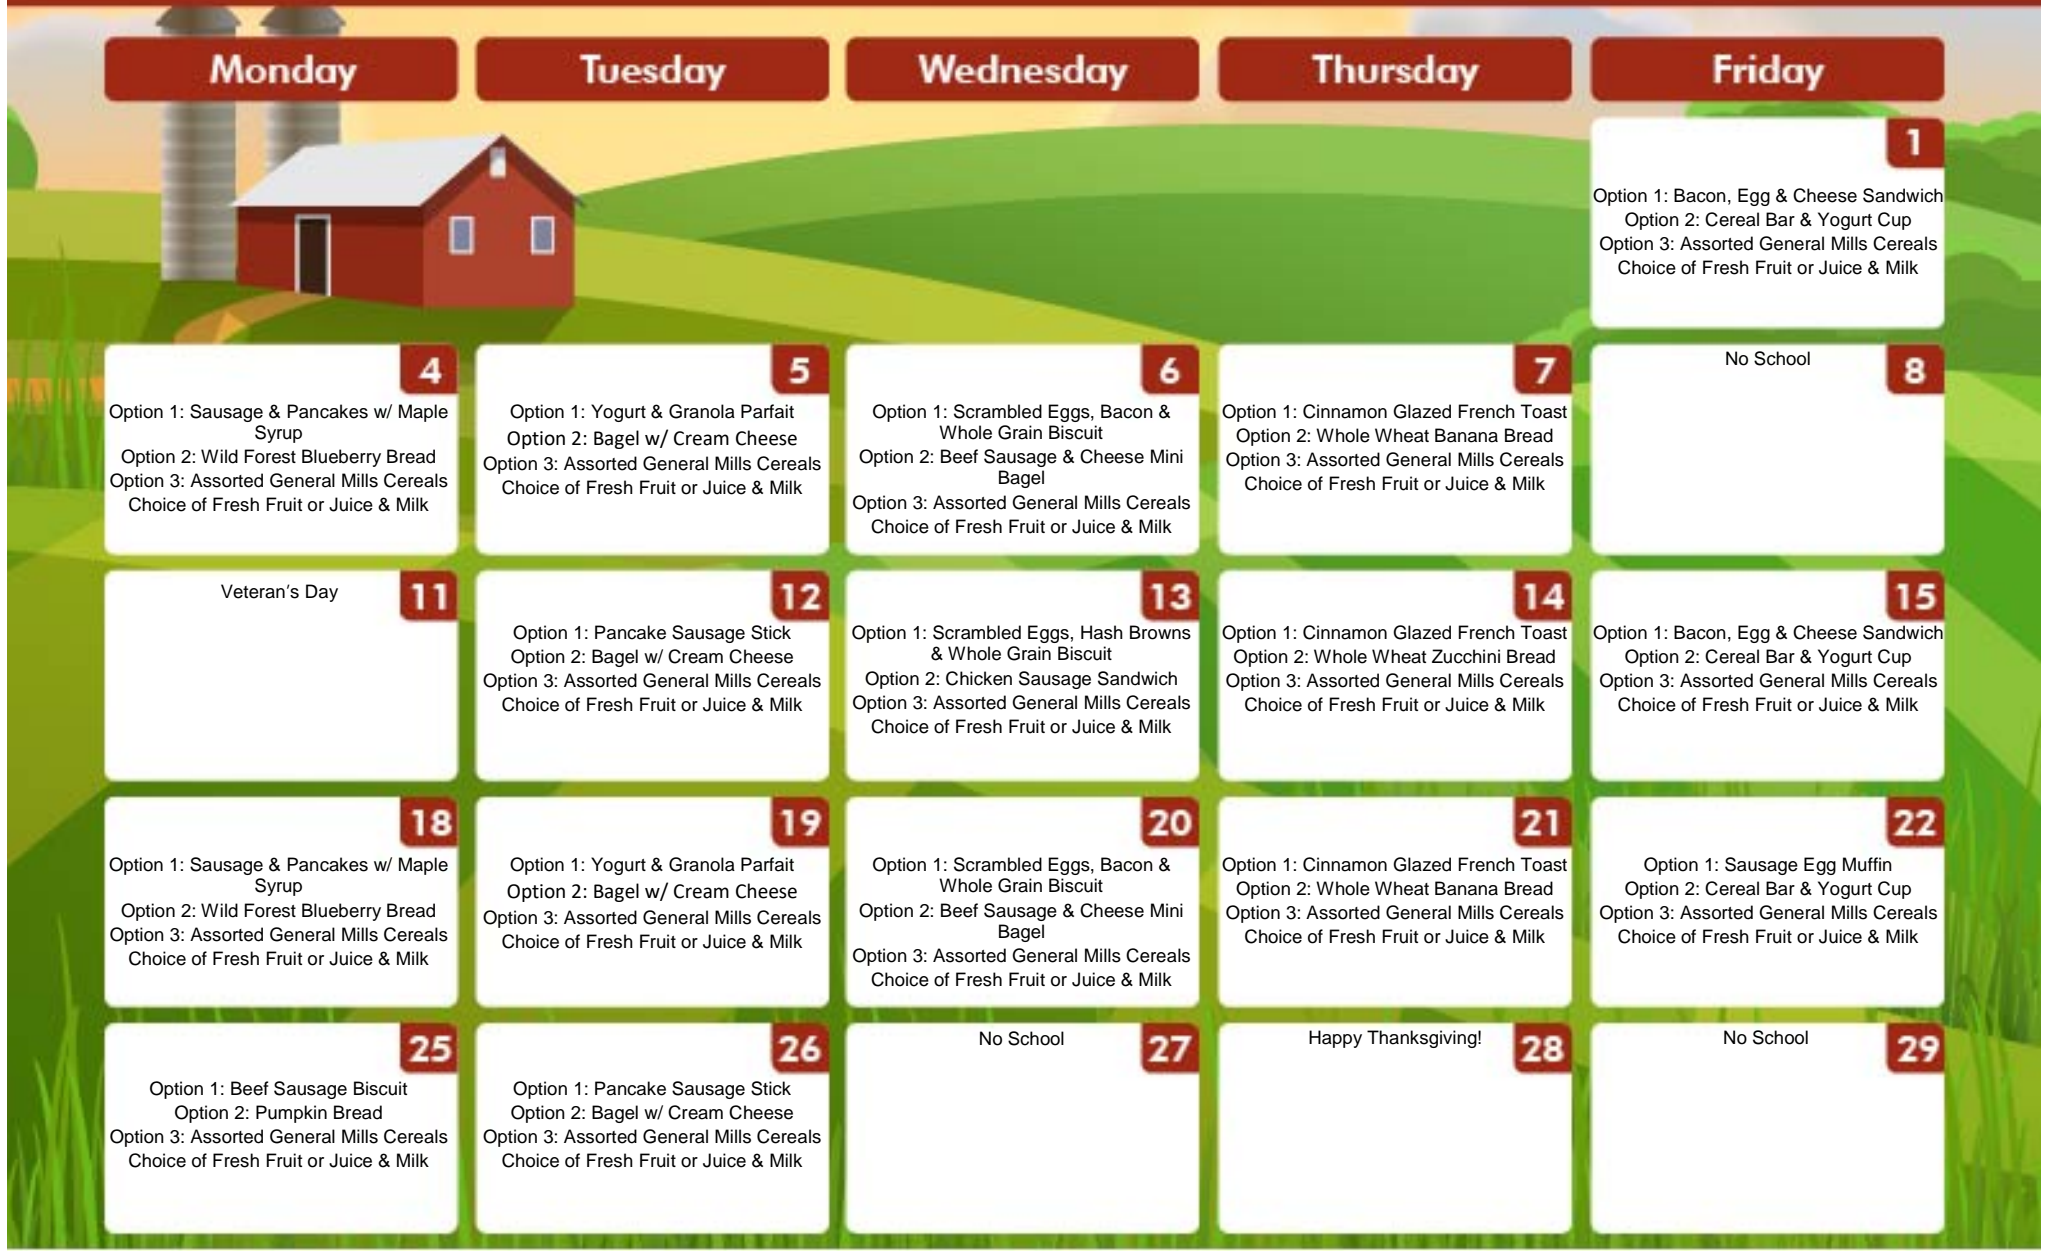 Monday
Tuesday
Wednesday
Thursday
Friday
1
Option 1: Bacon, Egg & Cheese Sandwich
Option 2: Cereal Bar & Yogurt Cup
Option 3: Assorted General Mills Cereals
Choice of Fresh Fruit or Juice & Milk
4
Option 1: Sausage & Pancakes w/ Maple
Syrup
Option 2: Wild Forest Blueberry Bread
Option 3: Assorted General Mills Cereals
Choice of Fresh Fruit or Juice & Milk
5
Option 1: Yogurt & Granola Parfait
Option 2: Bagel w/ Cream Cheese
Option 3: Assorted General Mills Cereals
Choice of Fresh Fruit or Juice & Milk
6
Option 1: Scrambled Eggs, Bacon &
Whole Grain Biscuit
Option 2: Beef Sausage & Cheese Mini
Bagel
Option 3: Assorted General Mills Cereals
Choice of Fresh Fruit or Juice & Milk
7
Option 1: Cinnamon Glazed French Toast
Option 2: Whole Wheat Banana Bread
Option 3: Assorted General Mills Cereals
Choice of Fresh Fruit or Juice & Milk
No School
8
Veteran's Day
11
12
Option 1: Pancake Sausage Stick
Option 2: Bagel w/ Cream Cheese
Option 3: Assorted General Mills Cereals
Choice of Fresh Fruit or Juice & Milk
13
Option 1: Scrambled Eggs, Hash Browns
& Whole Grain Biscuit
Option 2: Chicken Sausage Sandwich
Option 3: Assorted General Mills Cereals
Choice of Fresh Fruit or Juice & Milk
14
Option 1: Cinnamon Glazed French Toast
Option 2: Whole Wheat Zucchini Bread
Option 3: Assorted General Mills Cereals
Choice of Fresh Fruit or Juice & Milk
15
Option 1: Bacon, Egg & Cheese Sandwich
Option 2: Cereal Bar & Yogurt Cup
Option 3: Assorted General Mills Cereals
Choice of Fresh Fruit or Juice & Milk
18
Option 1: Sausage & Pancakes w/ Maple
Syrup
Option 2: Wild Forest Blueberry Bread
Option 3: Assorted General Mills Cereals
Choice of Fresh Fruit or Juice & Milk
19
Option 1: Yogurt & Granola Parfait
Option 2: Bagel w/ Cream Cheese
Option 3: Assorted General Mills Cereals
Choice of Fresh Fruit or Juice & Milk
20
Option 1: Scrambled Eggs, Bacon &
Whole Grain Biscuit
Option 2: Beef Sausage & Cheese Mini
Bagel
Option 3: Assorted General Mills Cereals
Choice of Fresh Fruit or Juice & Milk
21
Option 1: Cinnamon Glazed French Toast
Option 2: Whole Wheat Banana Bread
Option 3: Assorted General Mills Cereals
Choice of Fresh Fruit or Juice & Milk
22
Option 1: Sausage Egg Muffin
Option 2: Cereal Bar & Yogurt Cup
Option 3: Assorted General Mills Cereals
Choice of Fresh Fruit or Juice & Milk
25
Option 1: Beef Sausage Biscuit
Option 2: Pumpkin Bread
Option 3: Assorted General Mills Cereals
Choice of Fresh Fruit or Juice & Milk
26
Option 1: Pancake Sausage Stick
Option 2: Bagel w/ Cream Cheese
Option 3: Assorted General Mills Cereals
Choice of Fresh Fruit or Juice & Milk
No School
27
Happy Thanksgiving!
28
No School
29